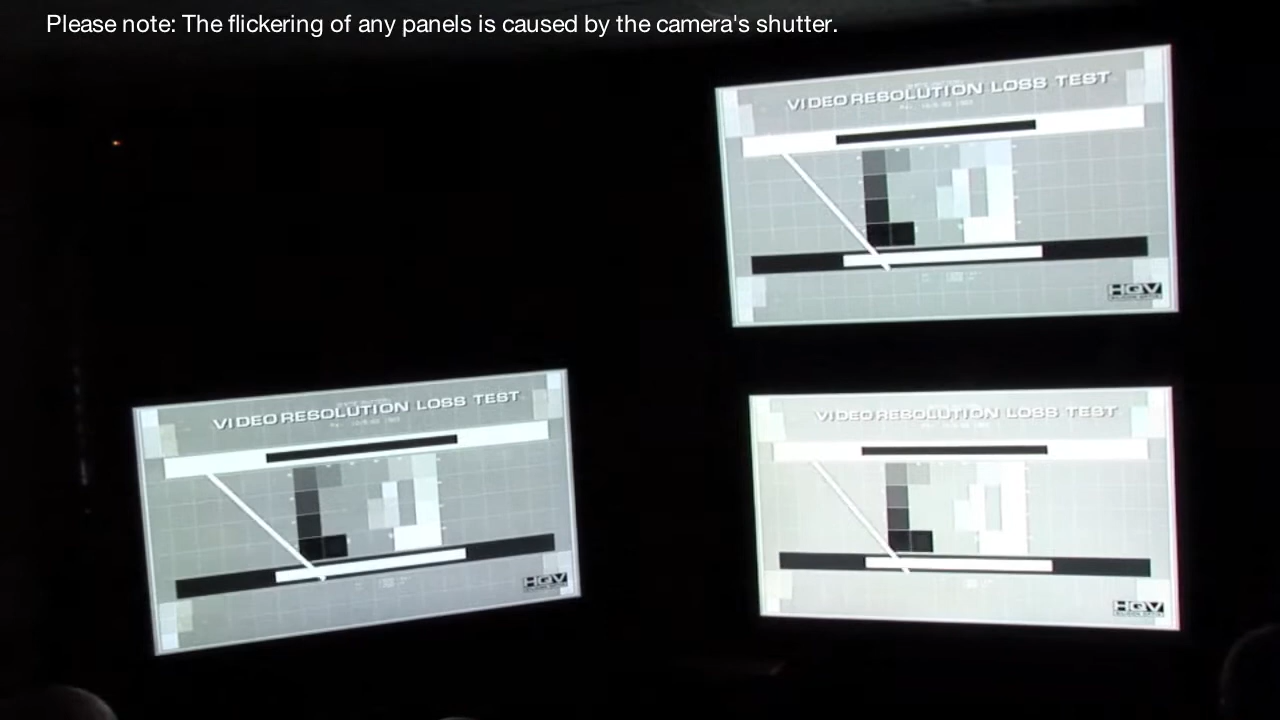 Please note: The flickering of any panels is caused by the camera's shutter.
VIDEO RESOLUTION LOSS TEST
HQV
VIDEO RESOLUTION LOSS TEST
HQV
VIDEO RESOLUTION LOSS TEST
HQV